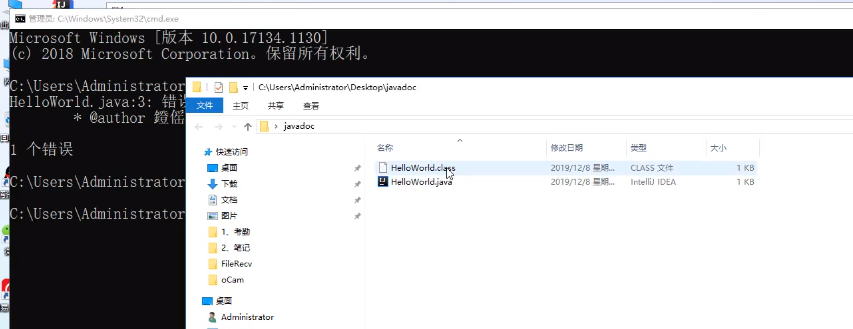 管理员: C:\Windows\System32\cmd.exe
Microsoft Windows [版本 10.0.17134.1130]
(c) 2018 Microsoft Corporation。保留所有权利。
C:\Users\Administrator
HelloWorld.java:3: 错误
* @author 鐙傜
1 个错误
C:\Users\Administrator
C:\Users\Administrator
C:\Users\Administrator\Desktop\javadoc
文件 主页 共享 查看
javadoc
名称 修改日期 类型 大小
快速访问
桌面
下载
文档
图片
1、考勤
2、笔记
FileRecv
oCam
桌面
Administrator
HelloWorld.class 2019/12/8 星期... CLASS 文件 1 KB
HelloWorld.java 2019/12/8 星期... IntelliJ IDEA 1 KB